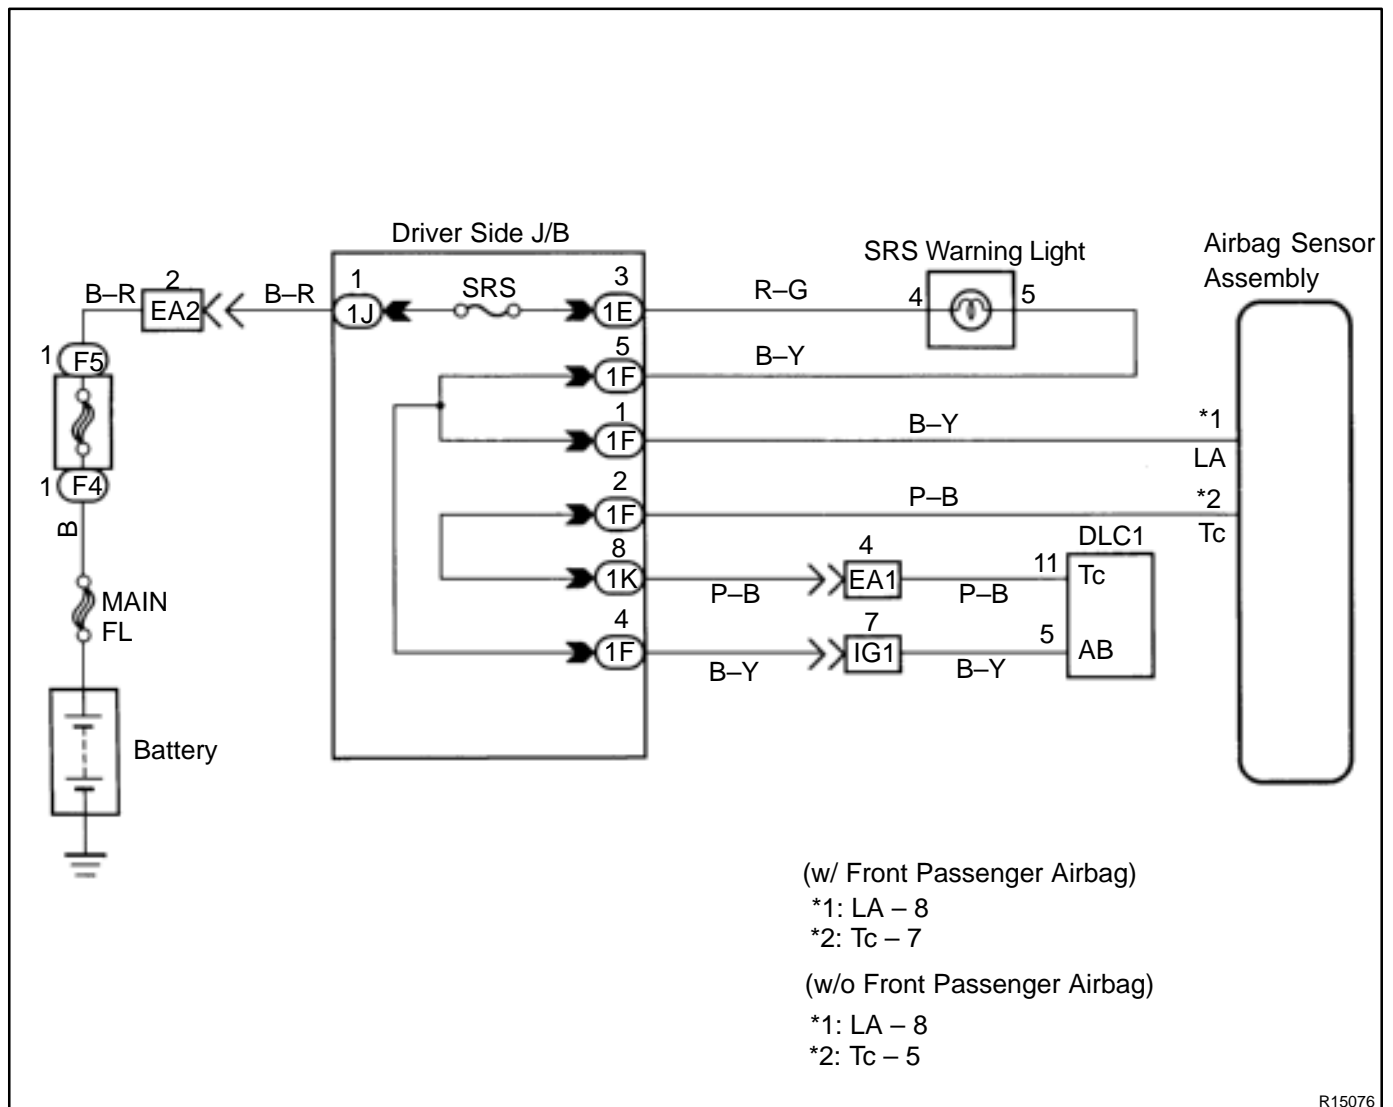 Driver Side J/B
SRS Warning Light
Airbag Sensor
Assembly
B–R
2
EA2
B–R
1
1J
SRS
3
1E
R–G
4
5
1
F5
5
1F
B–Y
1
1F
B–Y
*1
LA
1
F4
2
1F
P–B
*2
Tc
B
8
1K
P–B
4
EA1
P–B
DLC1
11
Tc
MAIN
FL
4
1F
B–Y
7
IG1
B–Y
5
AB
Battery
(w/ Front Passenger Airbag)
*1: LA – 8
*2: Tc – 7
(w/o Front Passenger Airbag)
*1: LA – 8
*2: Tc – 5
R15076